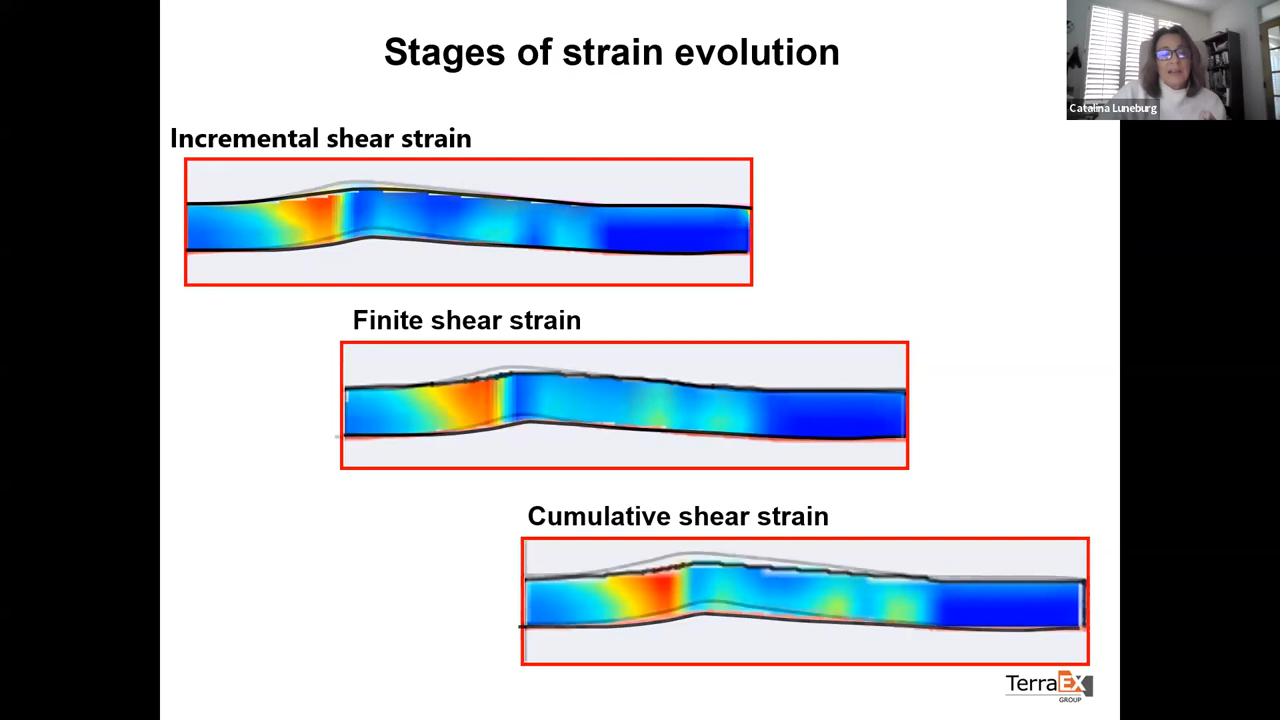 Stages of strain evolution
Catalina Luneburg
Incremental shear strain
Finite shear strain
Cumulative shear strain
TerraEX
GROUP